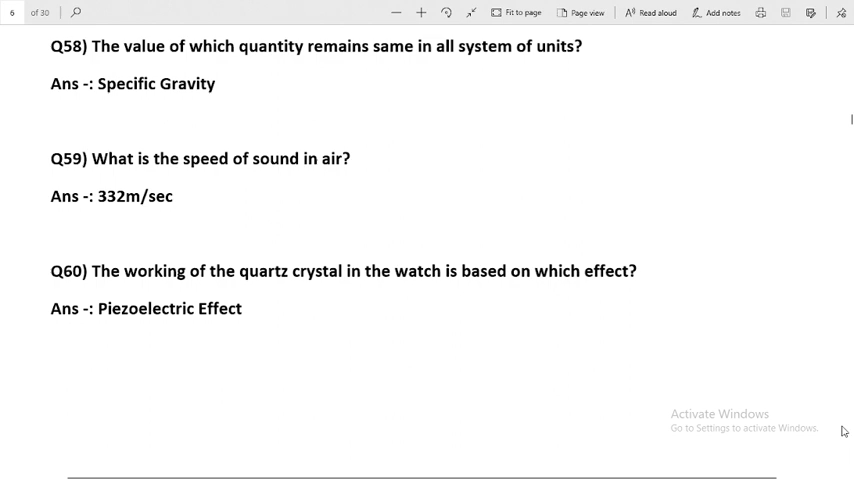 6 of 30 Fit to page Page view Read aloud Add notes
Q58) The value of which quantity remains same in all system of units?
Ans -: Specific Gravity
Q59) What is the speed of sound in air?
Ans -: 332m/sec
Q60) The working of the quartz crystal in the watch is based on which effect?
Ans -: Piezoelectric Effect
Activate Windows
Go to Settings to activate Windows.